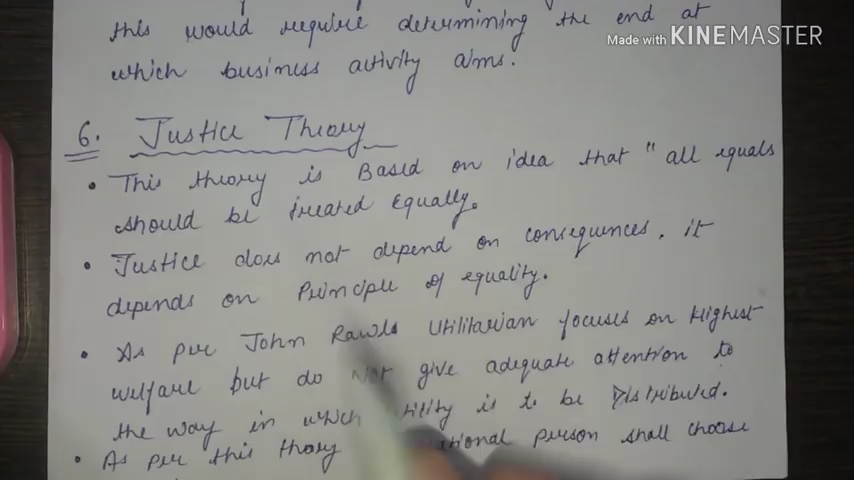 this would require determining the end at
Made with KINEMASTER
which business activity aims.
6. Justice Theory
• This theory is Based on idea that "all equals
should be treated Equally.
• Justice does not depend on consequences. it
depends on Principle of equality.
• As per John Rawls Utilitarian focuses on Highest
welfare but do Not give adequate attention to
the way in which utility is to be Distributed.
• As per this theory rational person shall choose